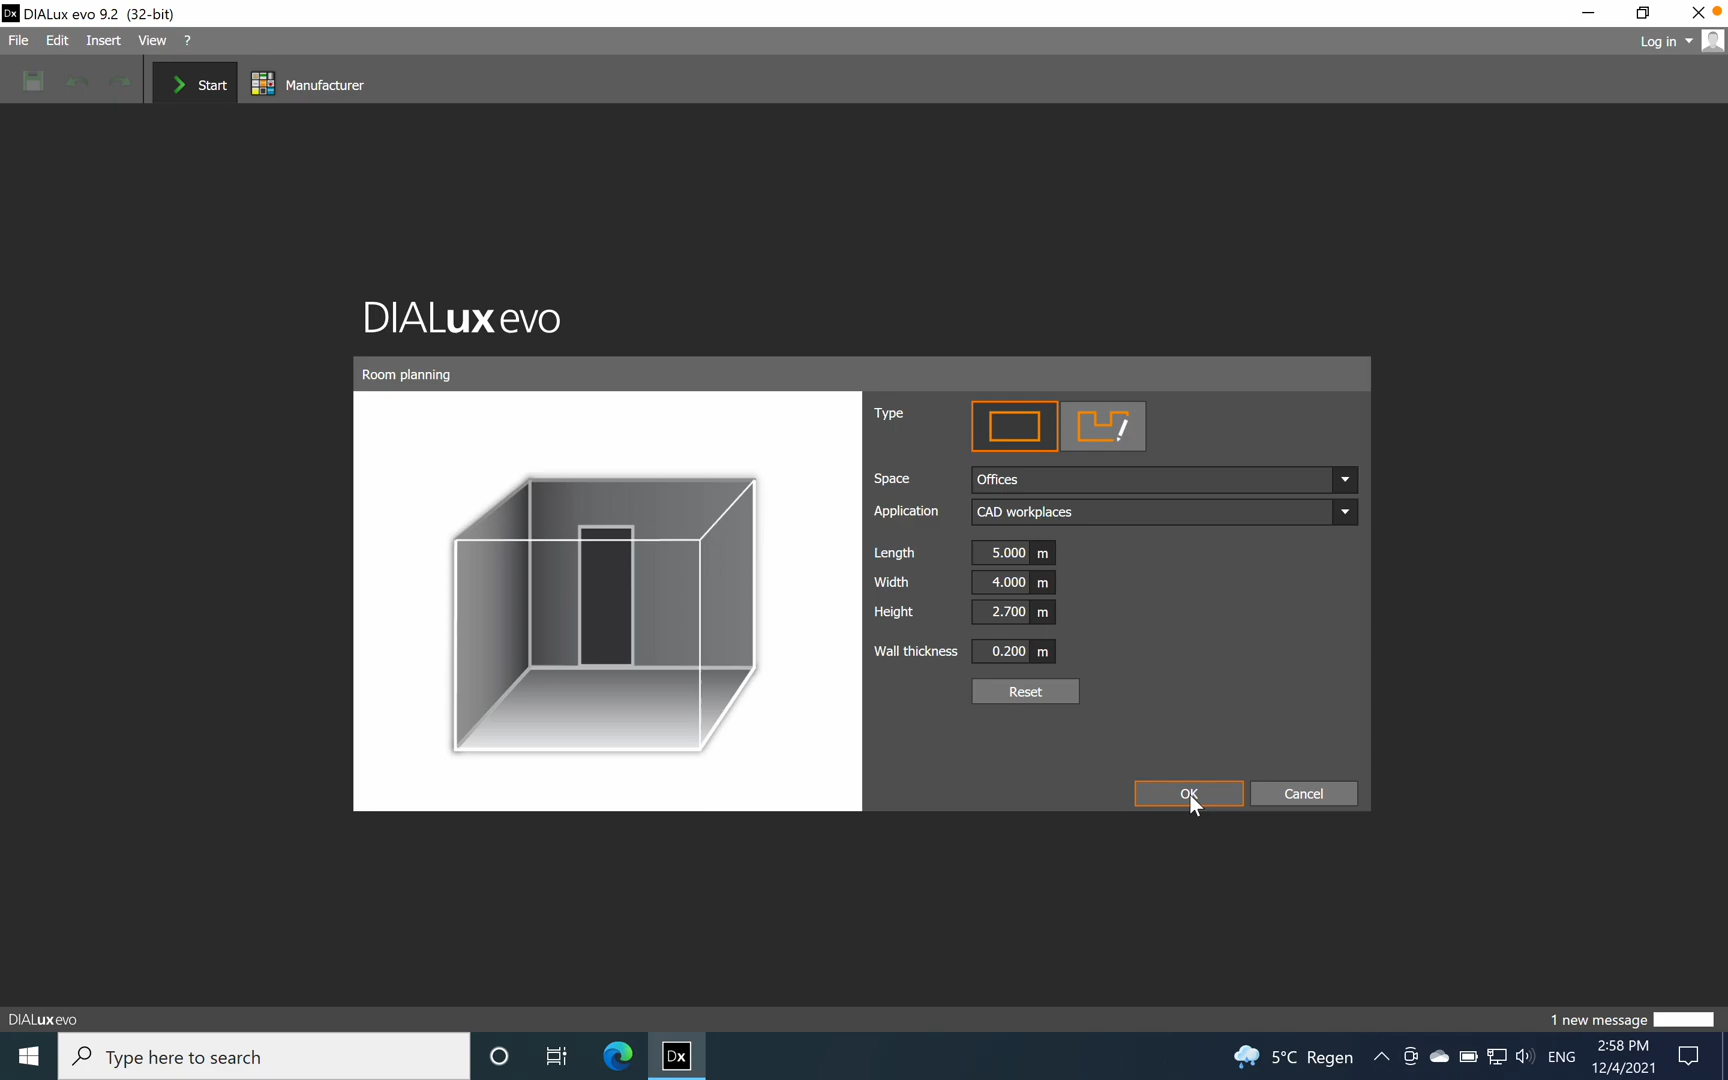 Dx DIALux evo 9.2 (32-bit)
File Edit Insert View ? Log in
Start Manufacturer
DIALux evo
Room planning
Type
Space Offices
Application CAD workplaces
Length 5.000 m
Width 4.000 m
Height 2.700 m
Wall thickness 0.200 m
Reset
OK Cancel
DIALux evo 1 new message
Type here to search Dx 5°C Regen ENG 2:58 PM
12/4/2021